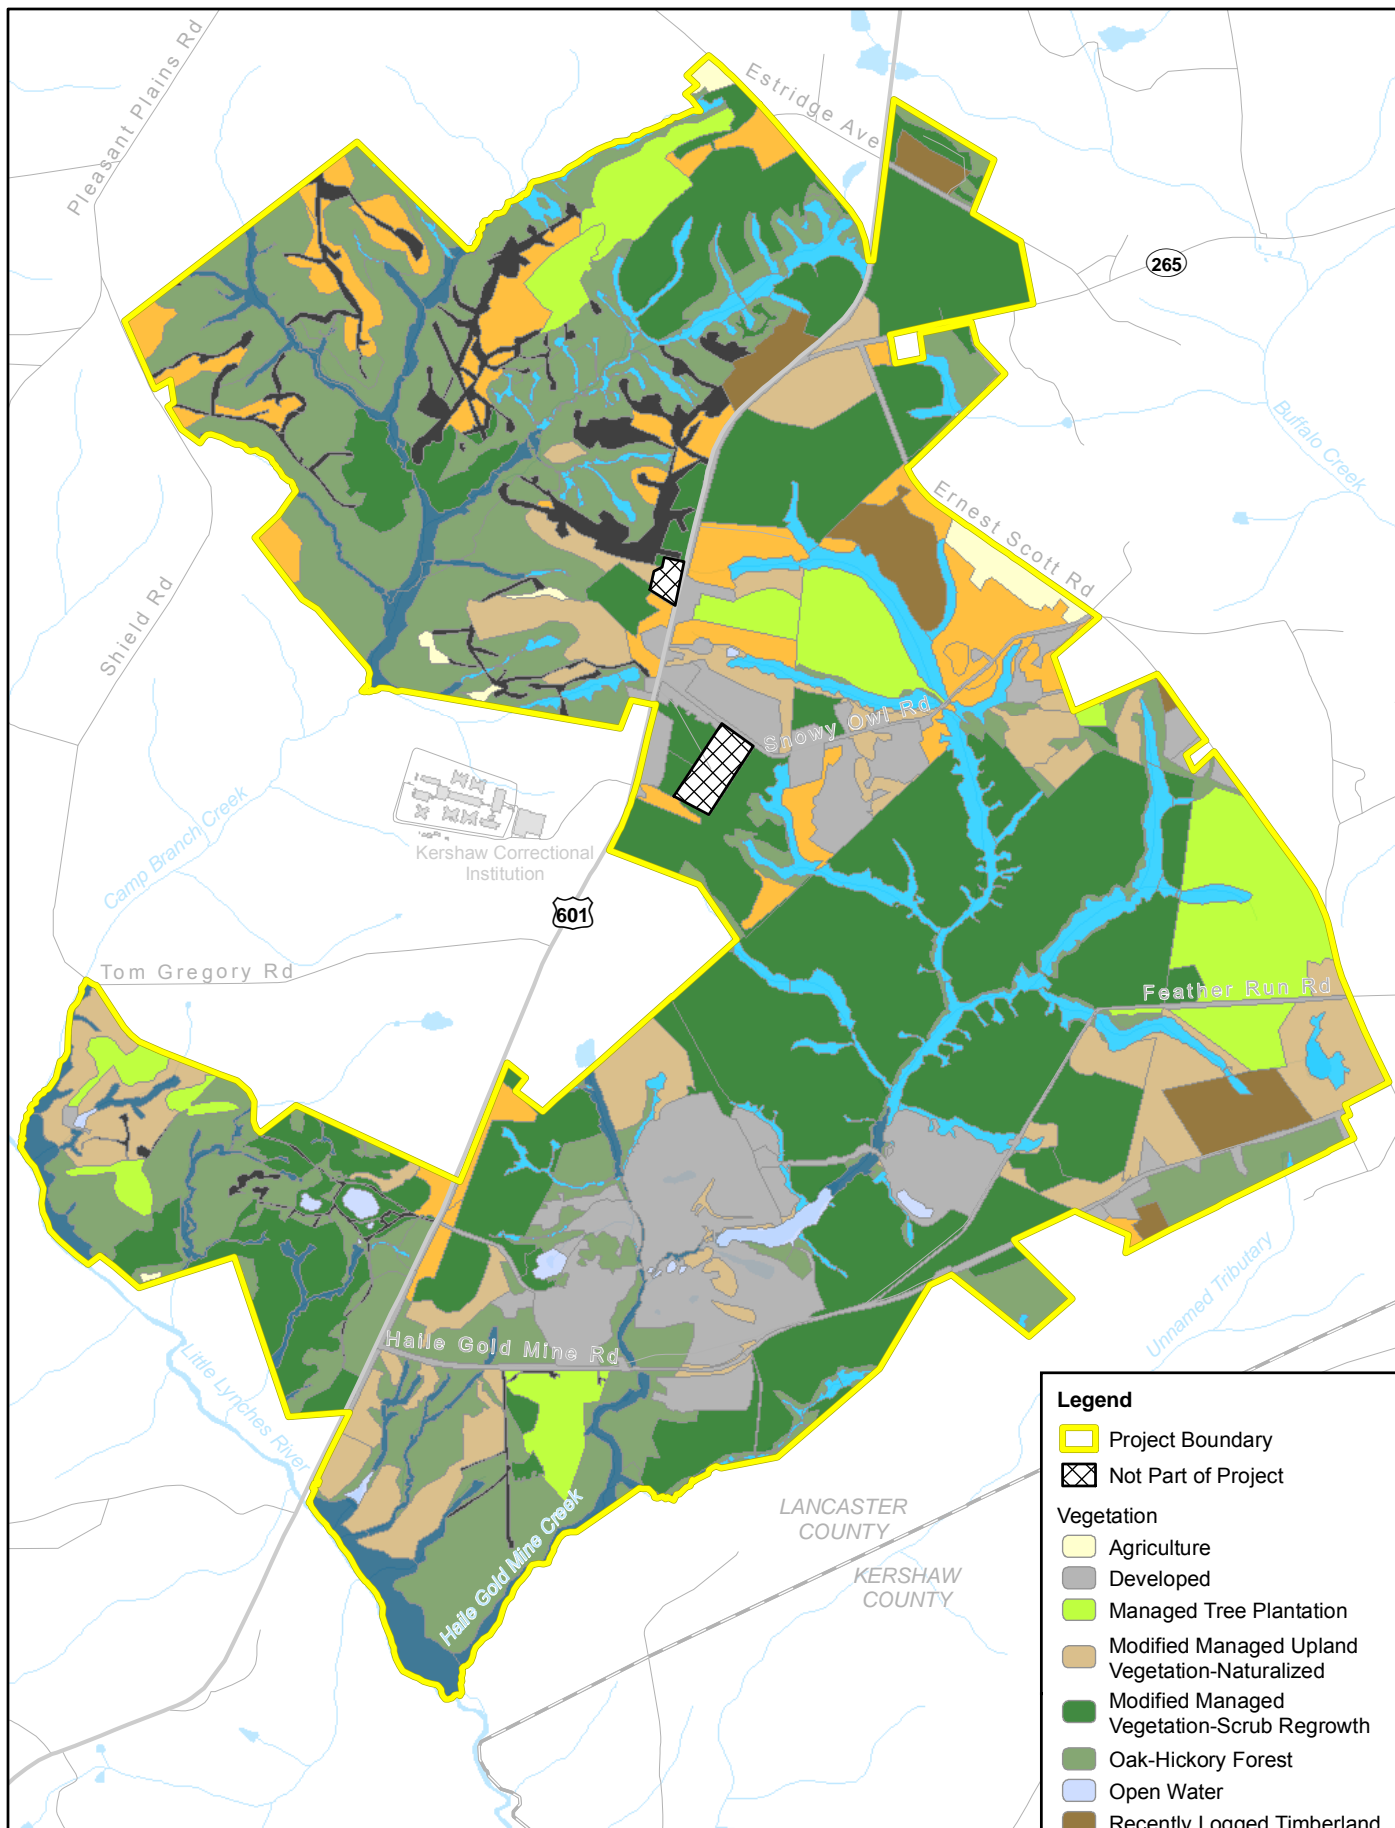 Pleasant Plains Rd
Estridge Ave
265
Buffalo Creek
Ernest Scott Rd
Shield Rd
Snowy Owl Rd
Camp Branch Creek
Kershaw Correctional
Institution
601
Tom Gregory Rd
Feather Run Rd
Unnamed Tributary
Haile Gold Mine Rd
Little Lynches River
Haile Gold Mine Creek
LANCASTER
COUNTY
KERSHAW
COUNTY
Legend
Project Boundary
Not Part of Project
Vegetation
Agriculture
Developed
Managed Tree Plantation
Modified Managed Upland
Vegetation-Naturalized
Modified Managed
Vegetation-Scrub Regrowth
Oak-Hickory Forest
Open Water
Recently Logged Timberland